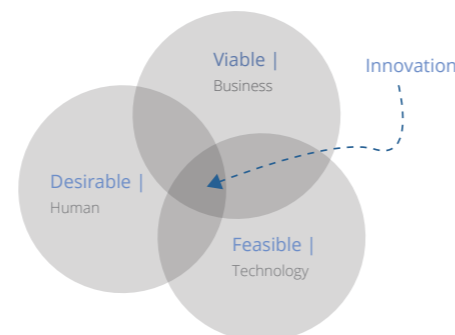 Viable |
Business
Innovation
Desirable |
Human
Feasible |
Technology